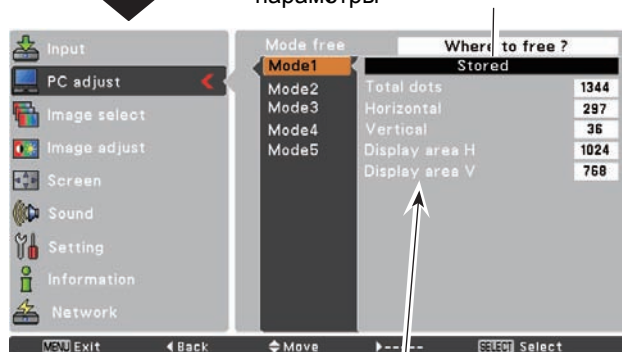 параметры
Input
PC adjust
Image select
Image adjust
Screen
Sound
Setting
Information
Network
Mode free
Mode1
Mode2
Mode3
Mode4
Mode5
Where to free ?
Stored
Total dots 1344
Horizontal 297
Vertical 36
Display area H 1024
Display area V 768
MENU Exit ◀Back Move ▶----- SELECT Select